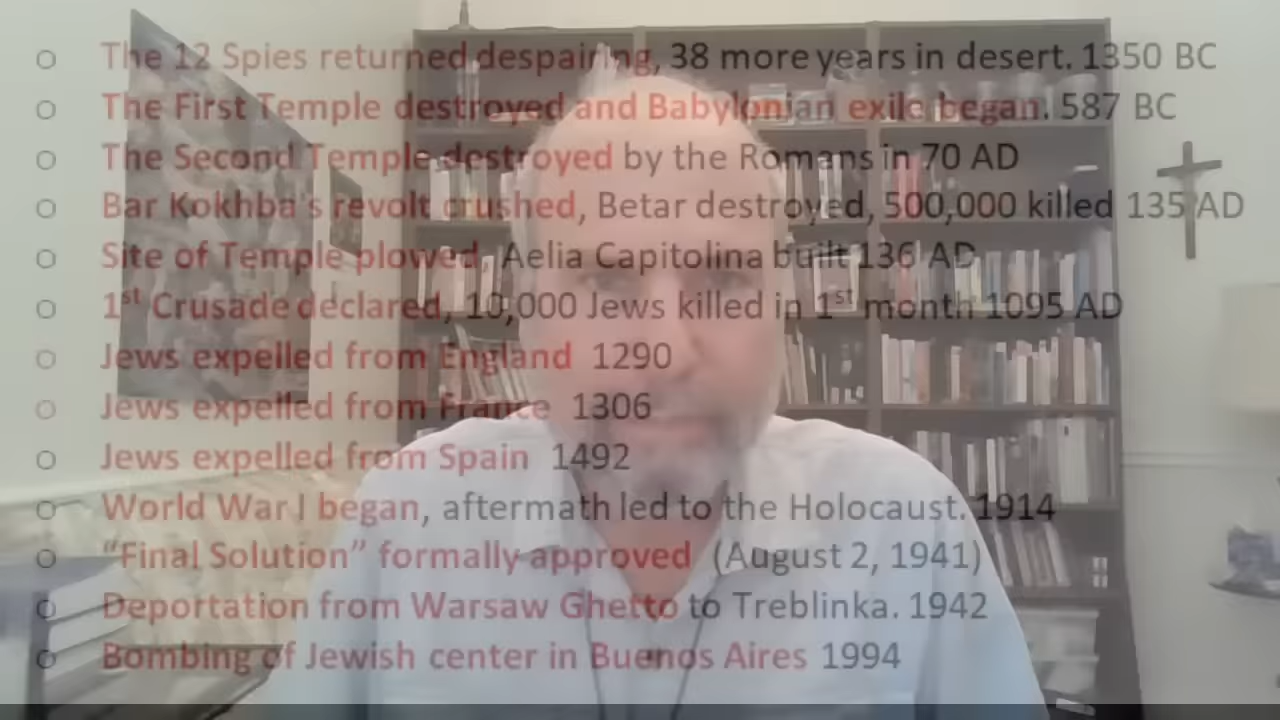 The 12 Spies returned despairing, 38 more years in desert. 1350 BC
The First Temple destroyed and Babylonian exile began. 587 BC
The Second Temple destroyed by the Romans in 70 AD
Bar Kokhba's revolt crushed, Betar destroyed, 500,000 killed 135 AD
Site of Temple plowed, Aelia Capitolina built 136 AD
1st Crusade declared, 10,000 Jews killed in 1st month 1095 AD
Jews expelled from England 1290
Jews expelled from France 1306
Jews expelled from Spain 1492
World War I began, aftermath led to the Holocaust. 1914
“Final Solution” formally approved (August 2, 1941)
Deportation from Warsaw Ghetto to Treblinka. 1942
Bombing of Jewish center in Buenos Aires 1994